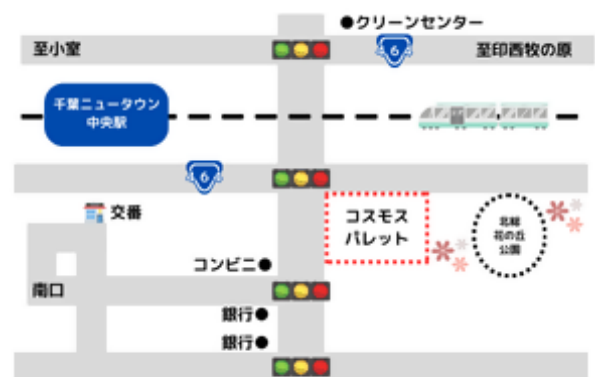 ●クリーンセンター
至小室
6
至印西牧の原
千葉ニュータウン
中央駅
6
交番
コスモス
パレット
北総
花の丘
公園
コンビニ●
南口
銀行●
銀行●